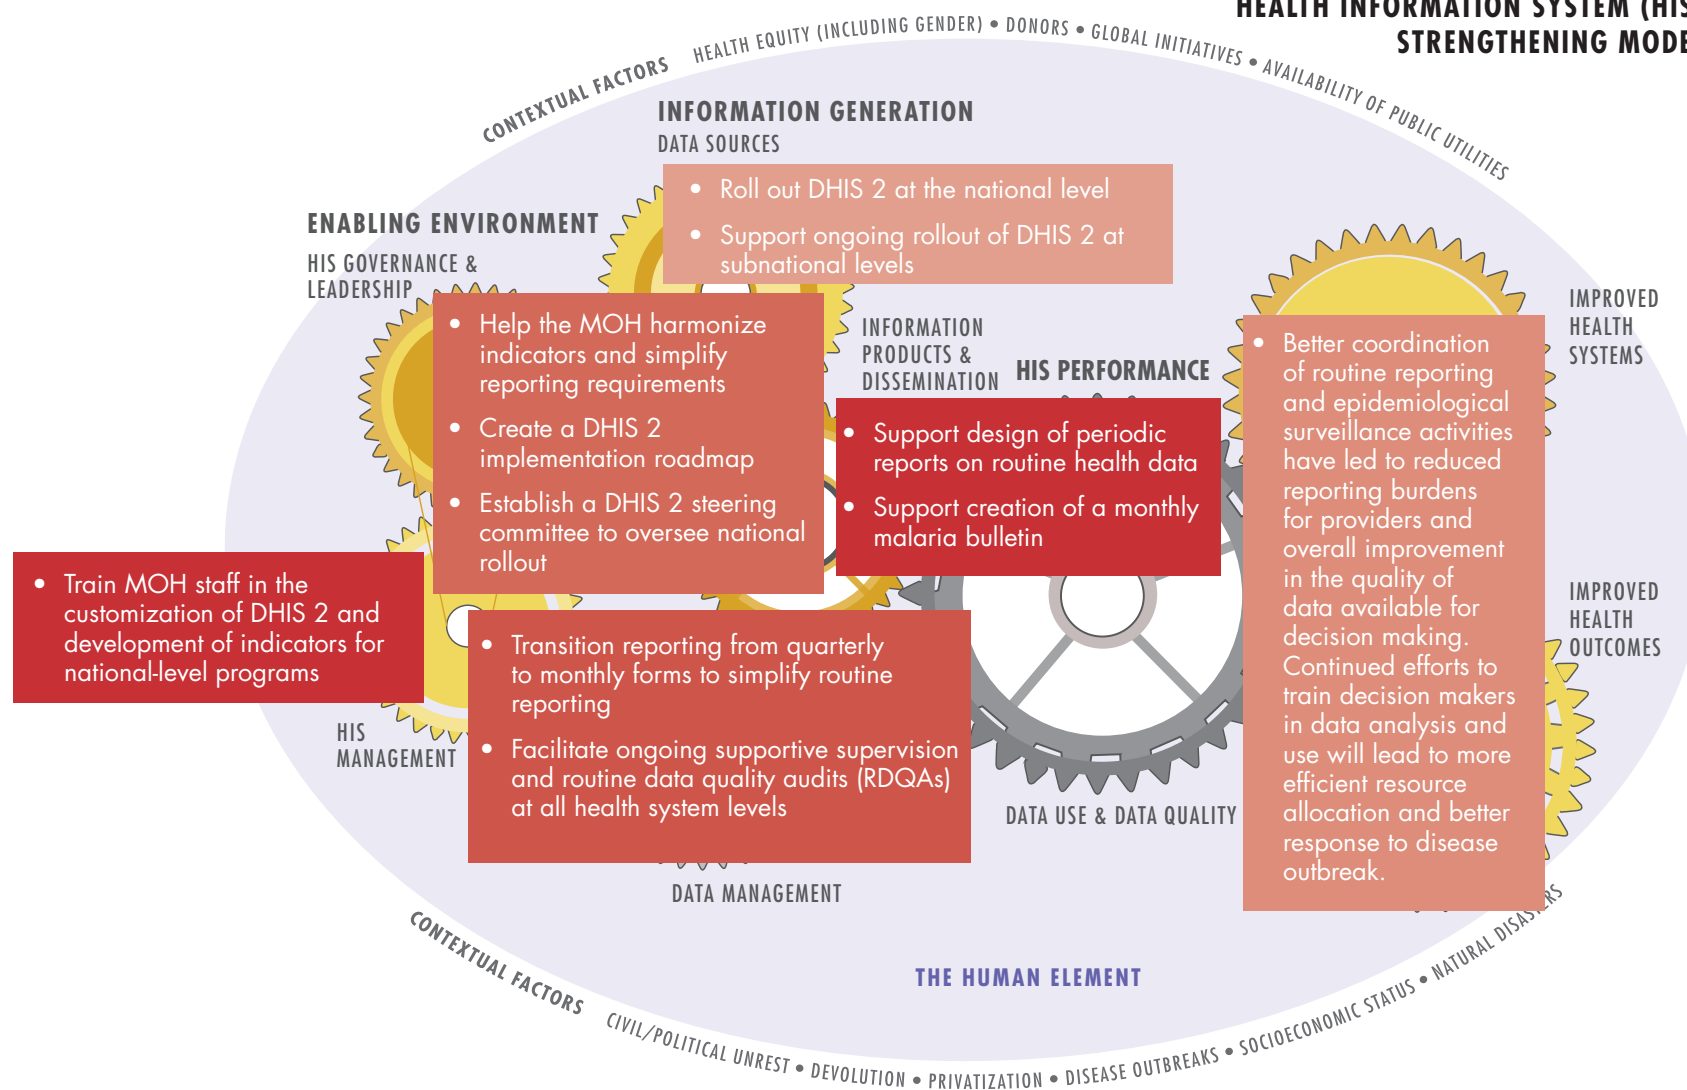 HEALTH INFORMATION SYSTEM (HIS
STRENGTHENING MODE
CONTEXTUAL FACTORS
HEALTH EQUITY (INCLUDING GENDER) • DONORS • GLOBAL INITIATIVES • AVAILABILITY OF PUBLIC UTILITIES
INFORMATION GENERATION
DATA SOURCES
• Roll out DHIS 2 at the national level
• Support ongoing rollout of DHIS 2 at
subnational levels
ENABLING ENVIRONMENT
HIS GOVERNANCE &
LEADERSHIP
• Help the MOH harmonize
indicators and simplify
reporting requirements
• Create a DHIS 2
implementation roadmap
• Establish a DHIS 2 steering
committee to oversee national
rollout
INFORMATION
PRODUCTS &
DISSEMINATION
HIS PERFORMANCE
• Support design of periodic
reports on routine health data
• Support creation of a monthly
malaria bulletin
IMPROVED
HEALTH
SYSTEMS
• Better coordination
of routine reporting
and epidemiological
surveillance activities
have led to reduced
reporting burdens
for providers and
overall improvement
in the quality of
data available for
decision making.
Continued efforts to
train decision makers
in data analysis and
use will lead to more
efficient resource
allocation and better
response to disease
outbreak.
IMPROVED
HEALTH
OUTCOMES
• Train MOH staff in the
customization of DHIS 2 and
development of indicators for
national-level programs
HIS
MANAGEMENT
• Transition reporting from quarterly
to monthly forms to simplify routine
reporting
• Facilitate ongoing supportive supervision
and routine data quality audits (RDQAs)
at all health system levels
DATA USE & DATA QUALITY
DATA MANAGEMENT
THE HUMAN ELEMENT
CONTEXTUAL FACTORS
CIVIL/POLITICAL UNREST • DEVOLUTION • PRIVATIZATION • DISEASE OUTBREAKS • SOCIOECONOMIC STATUS • NATURAL DISASTERS